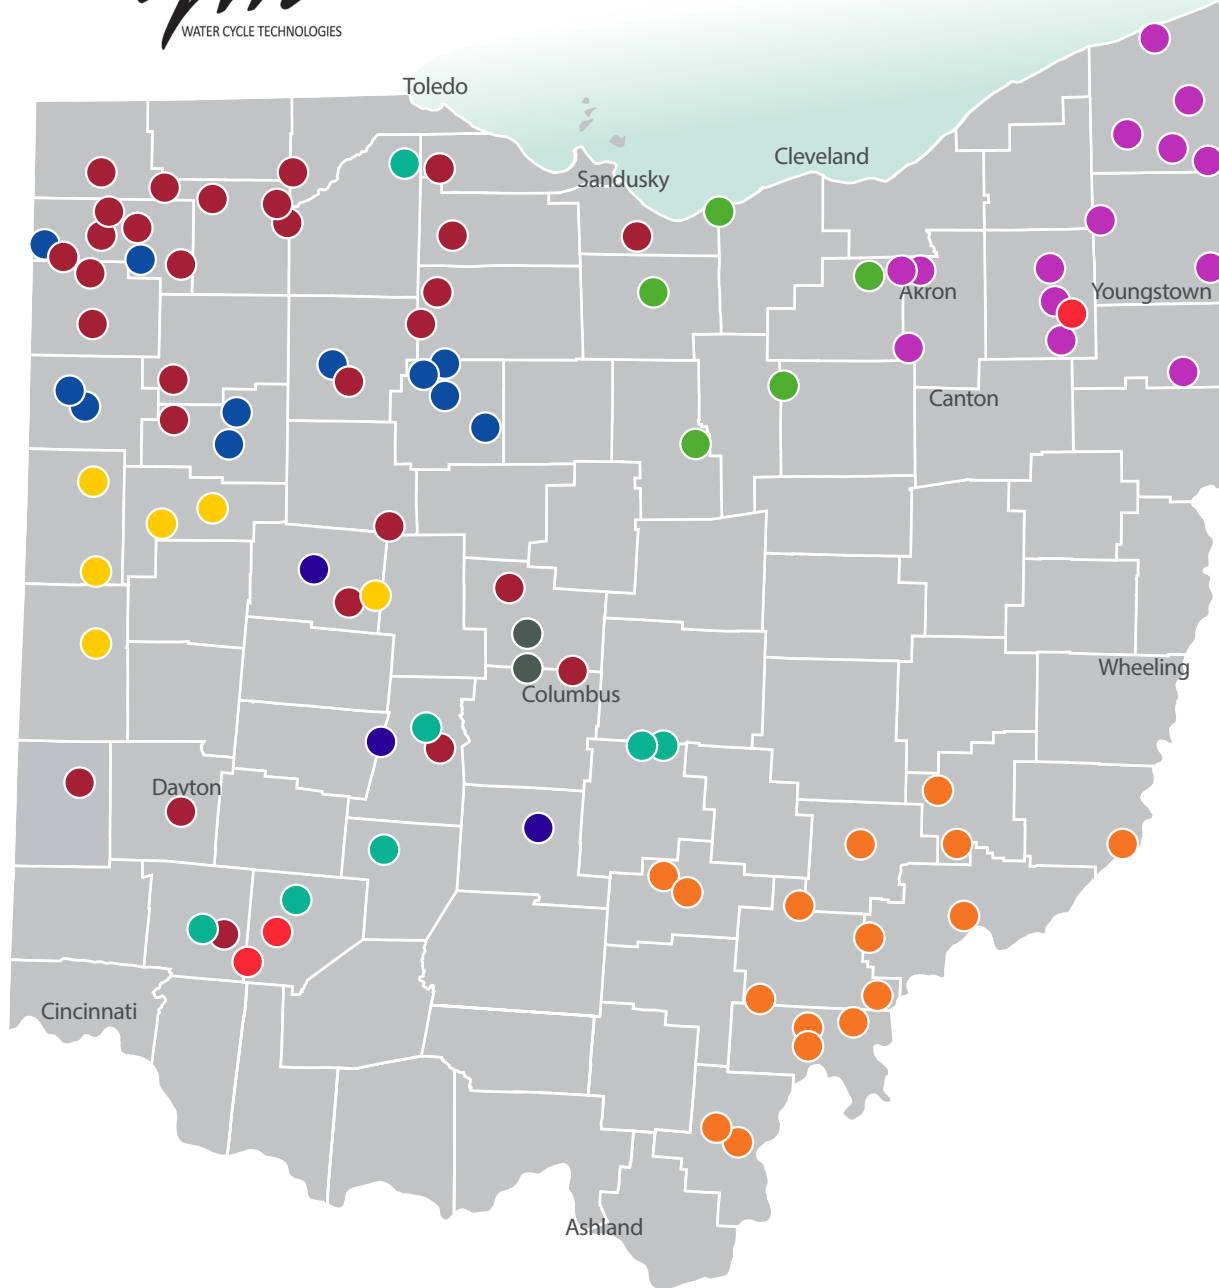 WATER CYCLE TECHNOLOGIES
Toledo
Cleveland
Sandusky
Akron
Youngstown
Canton
Wheeling
Columbus
Dayton
Cincinnati
Ashland